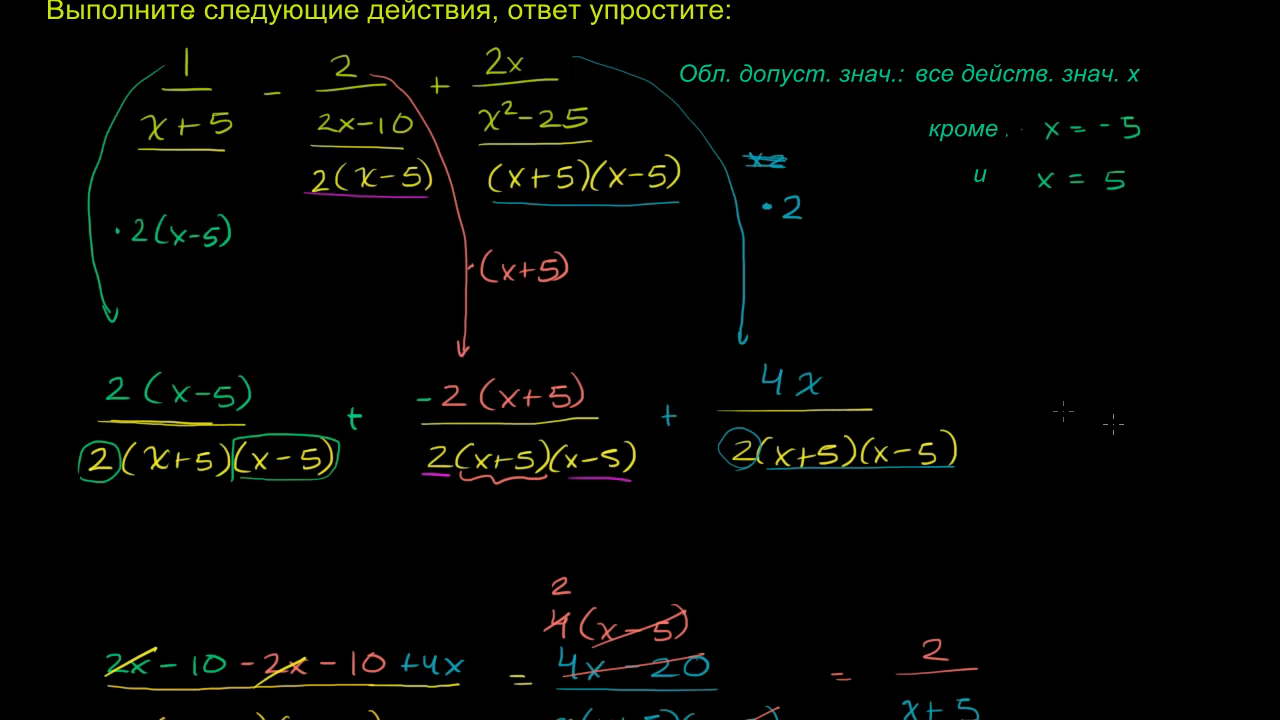 Выполните следующие действия, ответ упростите:
1/(x+5) - 2/(2x-10) + 2x/(x²-25)
2(x-5) (x+5)(x-5)
Обл. допуст. знач.: все действ. знач. x
кроме x = -5
и x = 5
·2(x-5)
·(x+5)
·2
2(x-5)/2(x+5)(x-5) + -2(x+5)/2(x+5)(x-5) + 4x/2(x+5)(x-5)
2
4(x-5)
2x-10-2x-10+4x = 4x-20 = 2/(x+5)